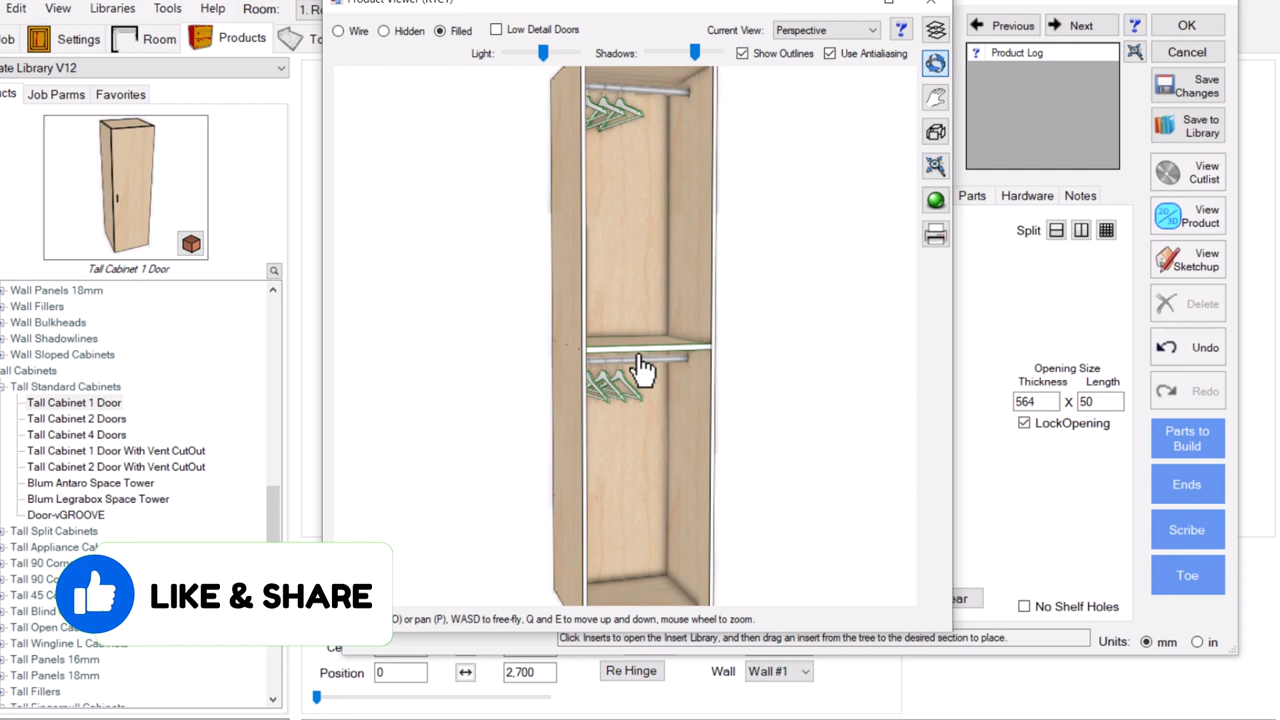 Edit View Libraries Tools Help Room: 1. R
ob Settings Room Products To
ate Library V12
cts Job Parms Favorites
Tall Cabinet 1 Door
Wall Panels 18mm
Wall Fillers
Wall Bulkheads
Wall Shadowlines
Wall Sloped Cabinets
all Cabinets
Tall Standard Cabinets
Tall Cabinet 1 Door
Tall Cabinet 2 Doors
Tall Cabinet 4 Doors
Tall Cabinet 1 Door With Vent CutOut
Tall Cabinet 2 Door With Vent CutOut
Blum Antaro Space Tower
Blum Legrabox Space Tower
Door-vGROOVE
Tall Split Cabinets
Tall Appliance Cab
Tall 90 Corn
Tall 90
Tall 45 C
Tall Blind
Tall Open Cab
Tall Wingline L Cabinets
Tall Panels 16mm
Tall Panels 18mm
Tall Fillers
LIKE & SHARE
Wire Hidden Filled Low Detail Doors Current View: Perspective
Light: Shadows: Show Outlines Use Antialiasing
O) or pan (P), WASD to free-fly, Q and E to move up and down, mouse wheel to zoom.
Click Inserts to open the Insert Library, and then drag an insert from the tree to the desired section to place.
Ce
Position 0 2,700 Re Hinge Wall Wall #1
Previous Next OK
Product Log Cancel
Save Changes
Save to Library
View Cutlist
Parts Hardware Notes
Split
View Product
View Sketchup
Delete
Undo
Redo
Opening Size
Thickness Length
564 X 50
LockOpening
Parts to Build
Ends
Scribe
Toe
ear No Shelf Holes
Units: mm in